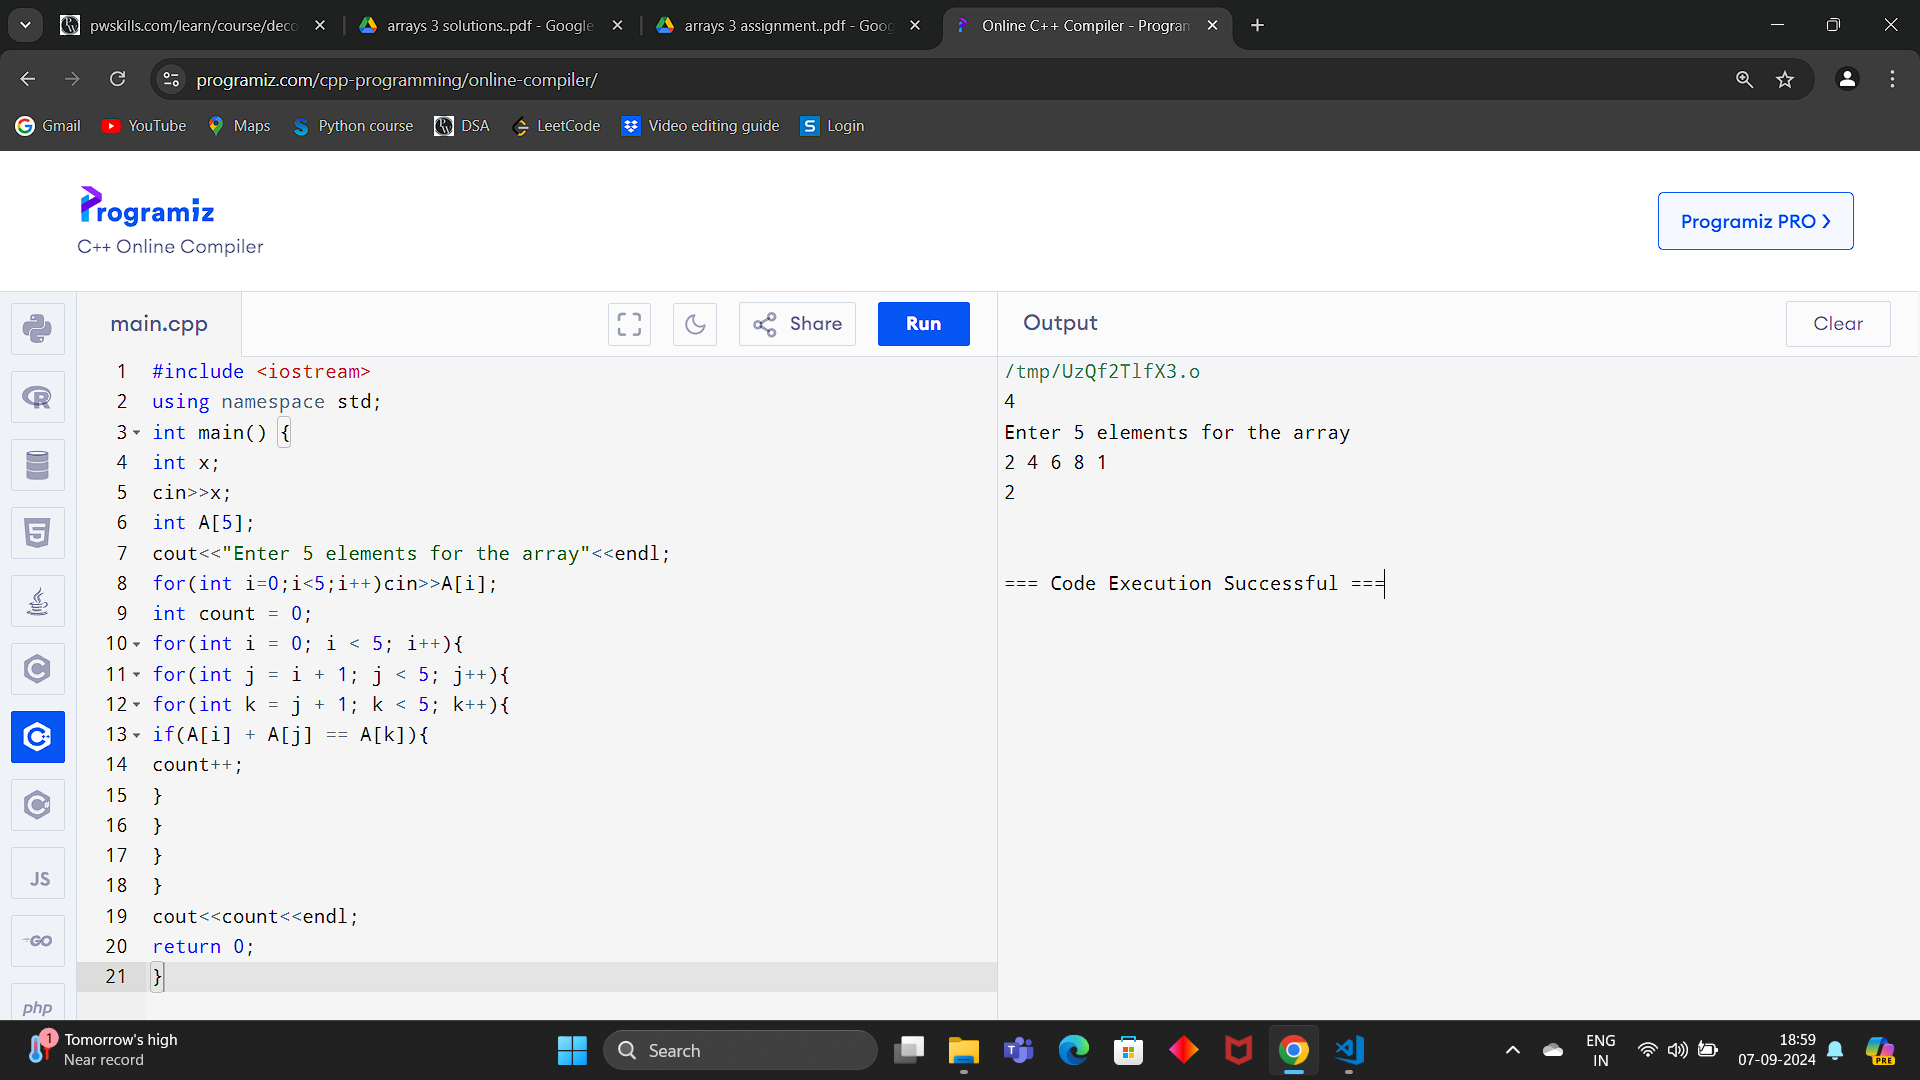 pwskills.com/learn/course/deco
arrays 3 solutions..pdf - Google
arrays 3 assignment..pdf - Goog
Online C++ Compiler - Program
programiz.com/cpp-programming/online-compiler/
Gmail
YouTube
Maps
Python course
DSA
LeetCode
Video editing guide
S Login
Programiz
C++ Online Compiler
Programiz PRO >
main.cpp
Share
Run
Output
Clear
1 #include <iostream>
2 using namespace std;
3 int main() {
4 int x;
5 cin>>x;
6 int A[5];
7 cout<<"Enter 5 elements for the array"<<endl;
8 for(int i=0;i<5;i++)cin>>A[i];
9 int count = 0;
10 for(int i = 0; i < 5; i++){
11 for(int j = i + 1; j < 5; j++){
12 for(int k = j + 1; k < 5; k++){
13 if(A[i] + A[j] == A[k]){
14 count++;
15 }
16 }
17 }
18 }
19 cout<<count<<endl;
20 return 0;
21 }
/tmp/UzQf2TlfX3.o
4
Enter 5 elements for the array
2 4 6 8 1
2
=== Code Execution Successful ===
R
5
C
C++
C#
JS
GO
php
1
Tomorrow's high
Near record
Search
ENG
IN
18:59
07-09-2024
PRE